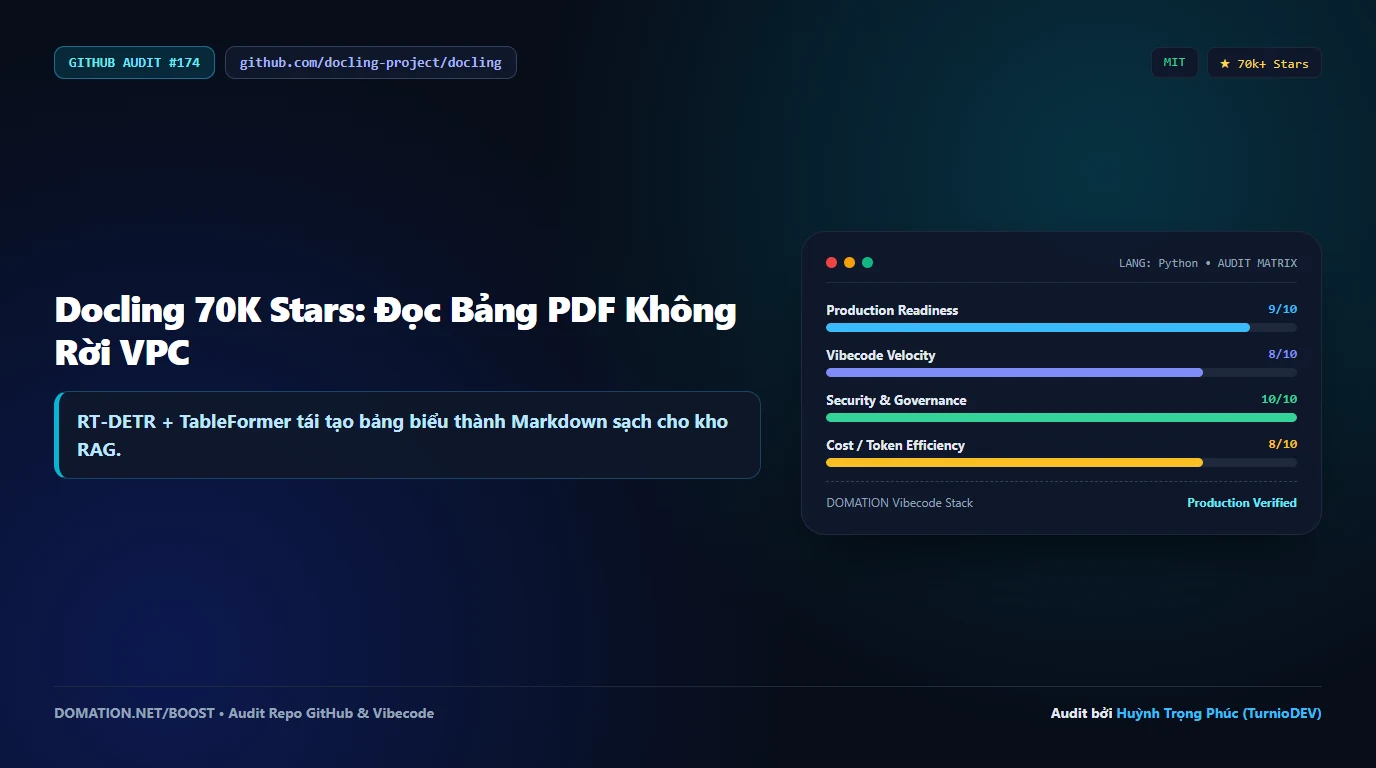 GITHUB AUDIT #174
github.com/docling-project/docling
MIT
★ 70k+ Stars
Docling 70K Stars: Đọc Bảng PDF Không
Rời VPC
RT-DETR + TableFormer tái tạo bảng biểu thành Markdown sạch cho kho
RAG.
LANG: Python • AUDIT MATRIX
Production Readiness 9/10
Vibecode Velocity 8/10
Security & Governance 10/10
Cost / Token Efficiency 8/10
DOMATION Vibecode Stack Production Verified
DOMATION.NET/BOOST • Audit Repo GitHub & Vibecode
Audit bởi Huỳnh Trọng Phúc (TurnioDEV)